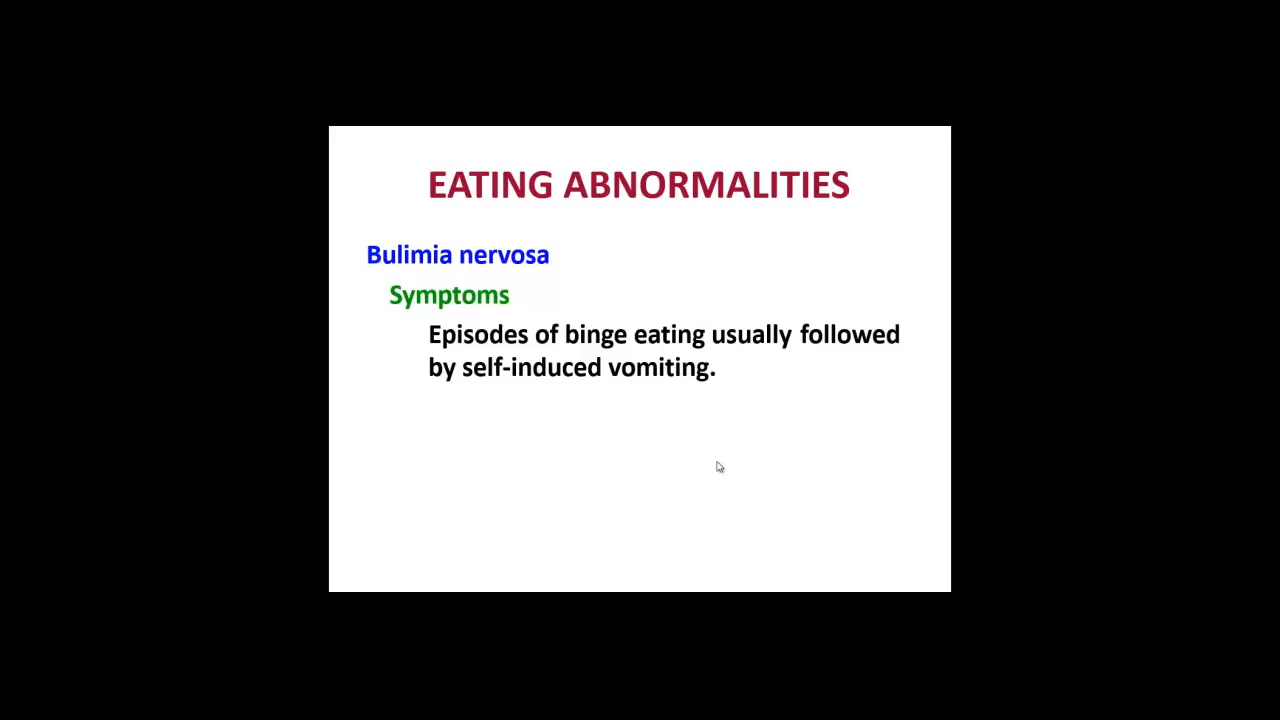 EATING ABNORMALITIES
Bulimia nervosa
Symptoms
Episodes of binge eating usually followed
by self-induced vomiting.